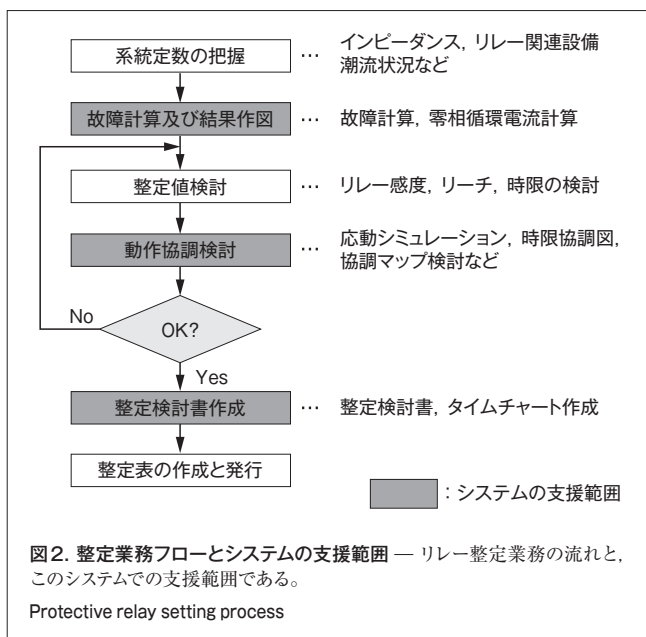 系統定数の把握 … インピーダンス，リレー関連設備
潮流状況など
故障計算及び結果作図 … 故障計算，零相循環電流計算
整定値検討 … リレー感度，リーチ，時限の検討
動作協調検討 … 応動シミュレーション，時限協調図，
協調マップ検討など
No
OK?
Yes
整定検討書作成 … 整定検討書，タイムチャート作成
整定表の作成と発行
：システムの支援範囲
図2. 整定業務フローとシステムの支援範囲 ― リレー整定業務の流れと，
このシステムでの支援範囲である。
Protective relay setting process